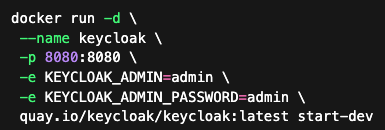 docker run -d \
--name keycloak \
-p 8080:8080 \
-e KEYCLOAK_ADMIN=admin \
-e KEYCLOAK_ADMIN_PASSWORD=admin \
quay.io/keycloak/keycloak:latest start-dev